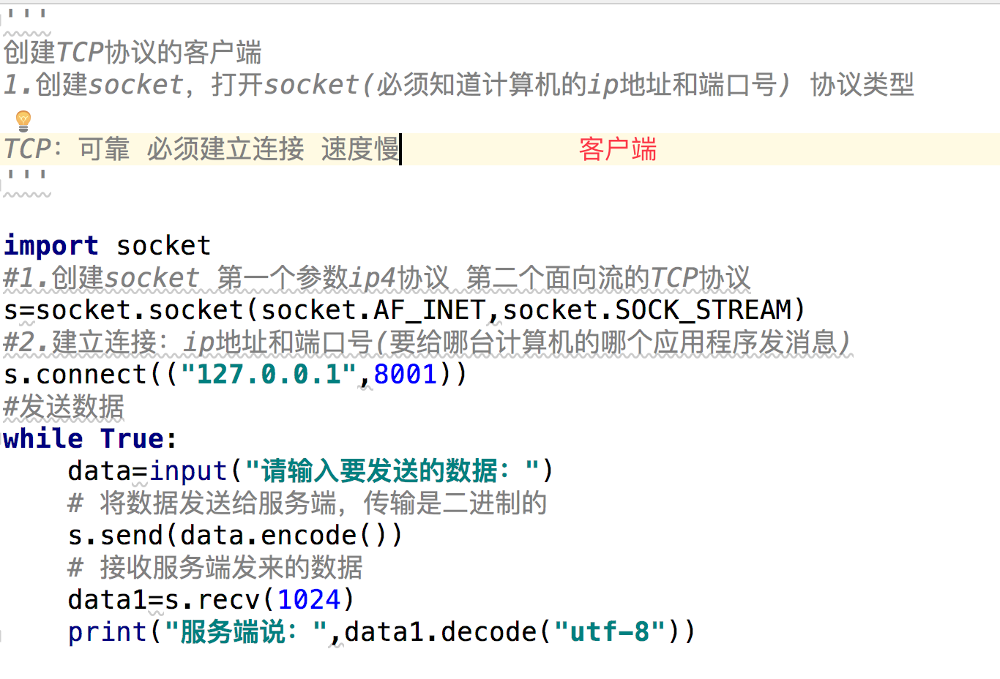 '''
创建TCP协议的客户端
1.创建socket，打开socket(必须知道计算机的ip地址和端口号) 协议类型
TCP：可靠 必须建立连接 速度慢 客户端
'''
import socket
#1.创建socket 第一个参数ip4协议 第二个面向流的TCP协议
s=socket.socket(socket.AF_INET,socket.SOCK_STREAM)
#2.建立连接：ip地址和端口号(要给哪台计算机的哪个应用程序发消息)
s.connect(("127.0.0.1",8001))
#发送数据
while True:
    data=input("请输入要发送的数据：")
    # 将数据发送给服务端，传输是二进制的
    s.send(data.encode())
    # 接收服务端发来的数据
    data1=s.recv(1024)
    print("服务端说：",data1.decode("utf-8"))